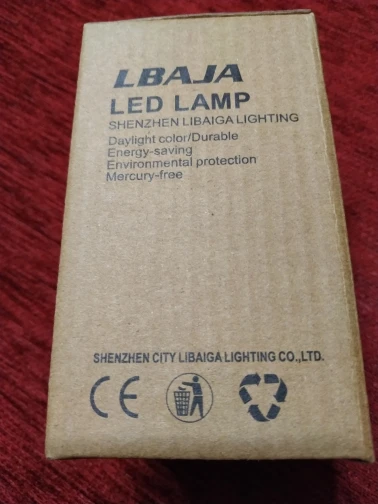 LBAJA
LED LAMP
SHENZHEN LIBAIGA LIGHTING
Daylight color/Durable
Energy-saving
Environmental protection
Mercury-free
SHENZHEN CITY LIBAIGA LIGHTING CO.,LTD.
CE